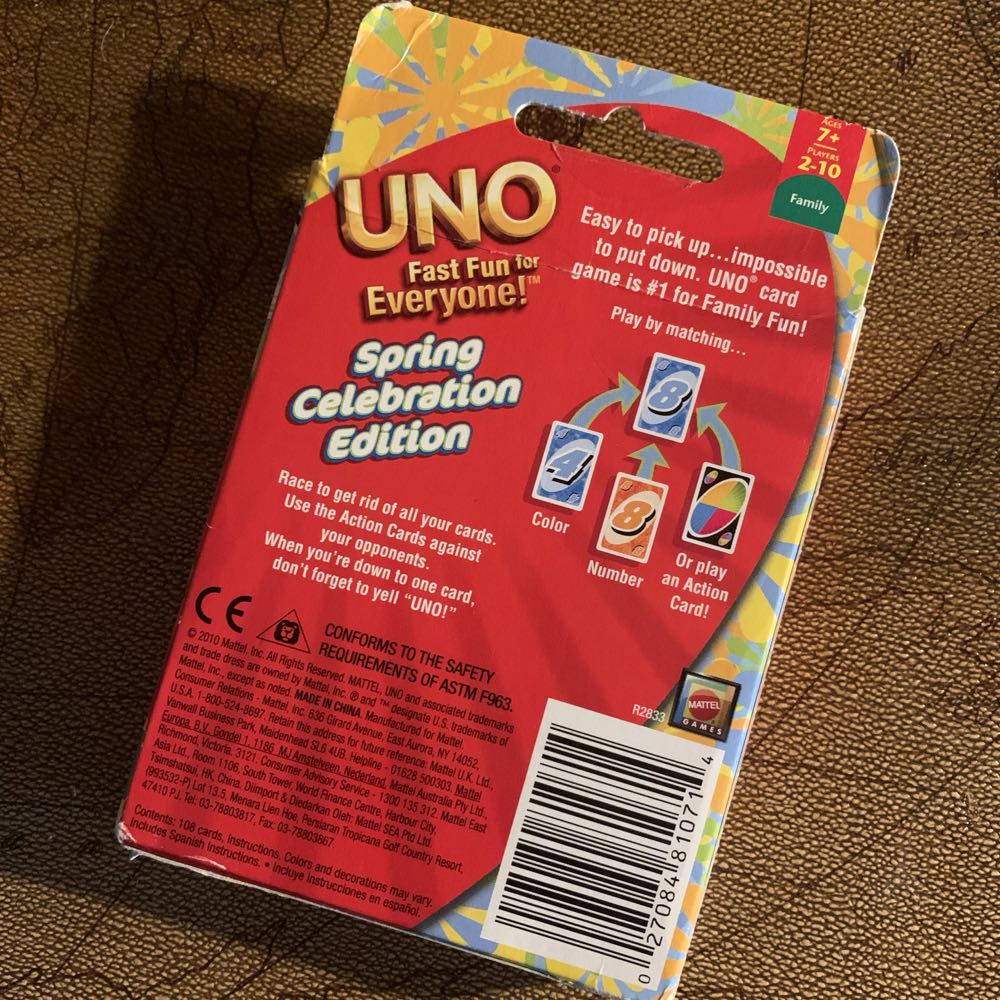 UNO®
Fast Fun for
Everyone!™
Spring
Celebration
Edition
Race to get rid of all your cards.
Use the Action Cards against
your opponents.
When you're down to one card,
don't forget to yell "UNO!"
AGES
7+
PLAYERS
2-10
Family
Easy to pick up...impossible
to put down. UNO® card
game is #1 for Family Fun!
Play by matching...
8
4
8
Color
Number
Or play
an Action
Card!
CE
CONFORMS TO THE SAFETY
REQUIREMENTS OF ASTM F963.
© 2010 Mattel, Inc. All Rights Reserved. MATTEL, UNO and associated trademarks
and trade dress are owned by Mattel, Inc. ® and ™ designate U.S. trademarks of
Mattel, Inc., except as noted. MADE IN CHINA. Manufactured for Mattel.
Consumer Relations - Mattel, Inc. 636 Girard Avenue, East Aurora, NY 14052,
U.S.A. 1-800-524-8697. Retain this address for future reference: Mattel U.K. Ltd.,
Vanwall Business Park, Maidenhead SL6 4UB. Helpline - 01628 500303. Mattel
Europa, B.V., Gondel 1, 1186 MJ Amstelveen, Nederland. Mattel Australia Pty Ltd.,
Richmond, Victoria. 3121. Consumer Advisory Service - 1300 135 312. Mattel East
Asia Ltd., Room 1106, South Tower, World Finance Centre, Harbour City,
Tsimshatsui, HK, China. Diimport & Diedarkan Oleh: Mattel SEA Ptd Ltd.
(993532-P) Lot 13.5, Menara Lien Hoe, Persiaran Tropicana Golf Country Resort,
47410 PJ. Tel: 03-78803817, Fax: 03-78803867.
Contents: 108 cards, Instructions. Colors and decorations may vary.
Includes Spanish Instructions. • Incluye instrucciones en español.
R2833
MATTEL
GAMES
0 27084 81071 4